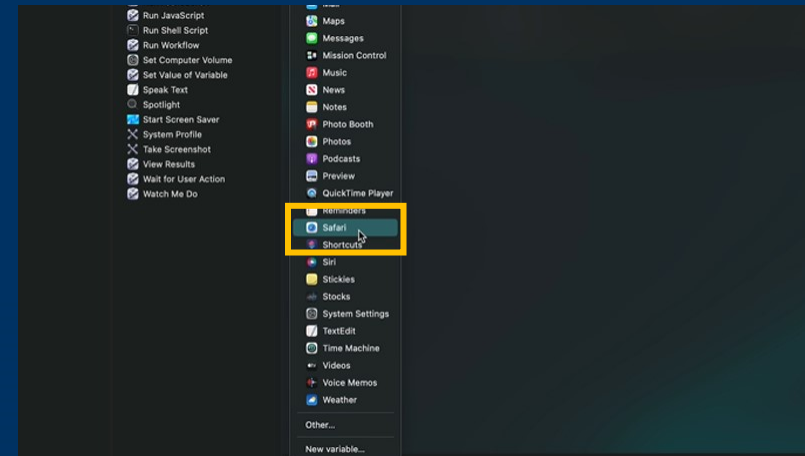 Run JavaScript
Run Shell Script
Run Workflow
Set Computer Volume
Set Value of Variable
Speak Text
Spotlight
Start Screen Saver
System Profile
Take Screenshot
View Results
Wait for User Action
Watch Me Do
Maps
Messages
Mission Control
Music
News
Notes
Photo Booth
Photos
Podcasts
Preview
QuickTime Player
Reminders
Safari
Shortcuts
Siri
Stickies
Stocks
System Settings
TextEdit
Time Machine
Videos
Voice Memos
Weather
Other...
New variable...